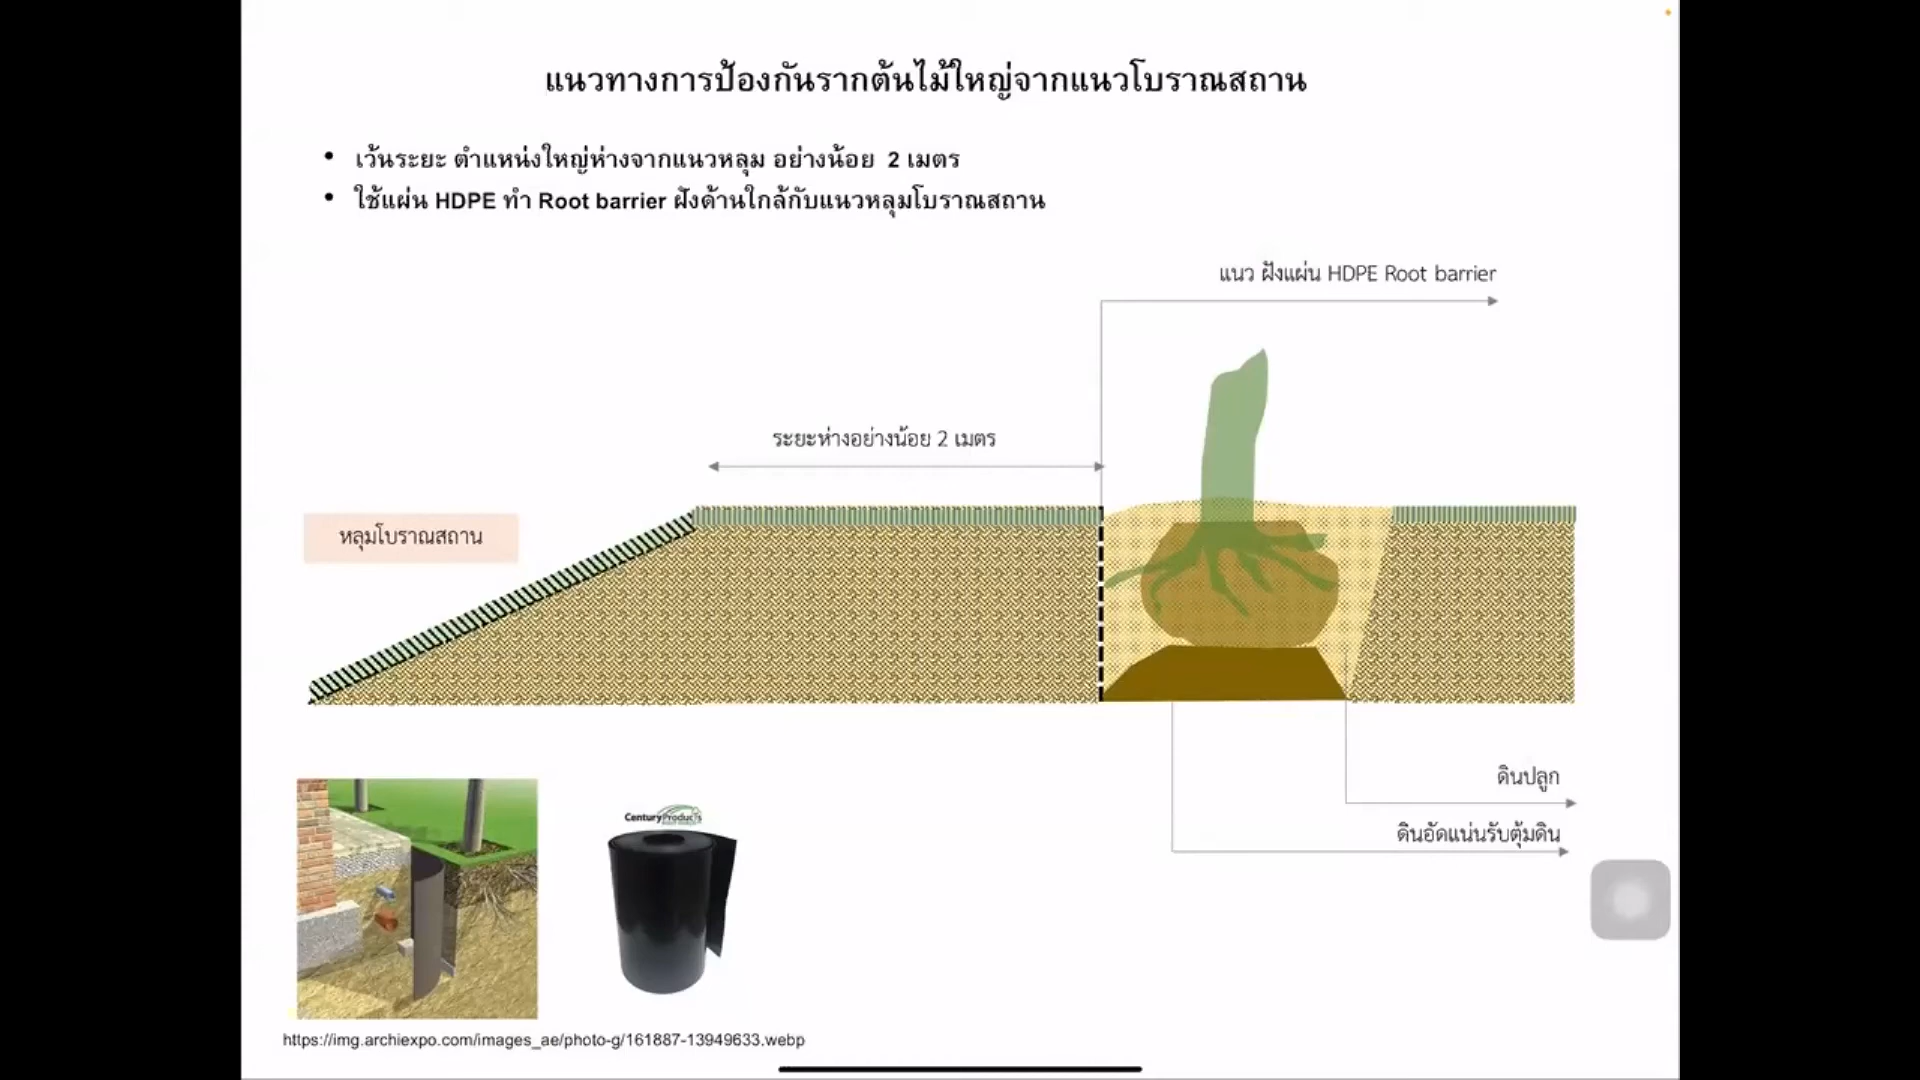 แนวทางการป้องกันรากต้นไม้ใหญ่จากแนวโบราณสถาน
• เว้นระยะ ตำแหน่งใหญ่ห่างจากแนวหลุม อย่างน้อย 2 เมตร
• ใช้แผ่น HDPE ทำ Root barrier ฝังด้านใกล้กับแนวหลุมโบราณสถาน
แนว ฝังแผ่น HDPE Root barrier
ระยะห่างอย่างน้อย 2 เมตร
หลุมโบราณสถาน
ดินปลูก
ดินอัดแน่นรับตุ้มดิน
CenturyProducts
https://img.archiexpo.com/images_ae/photo-g/161887-13949633.webp